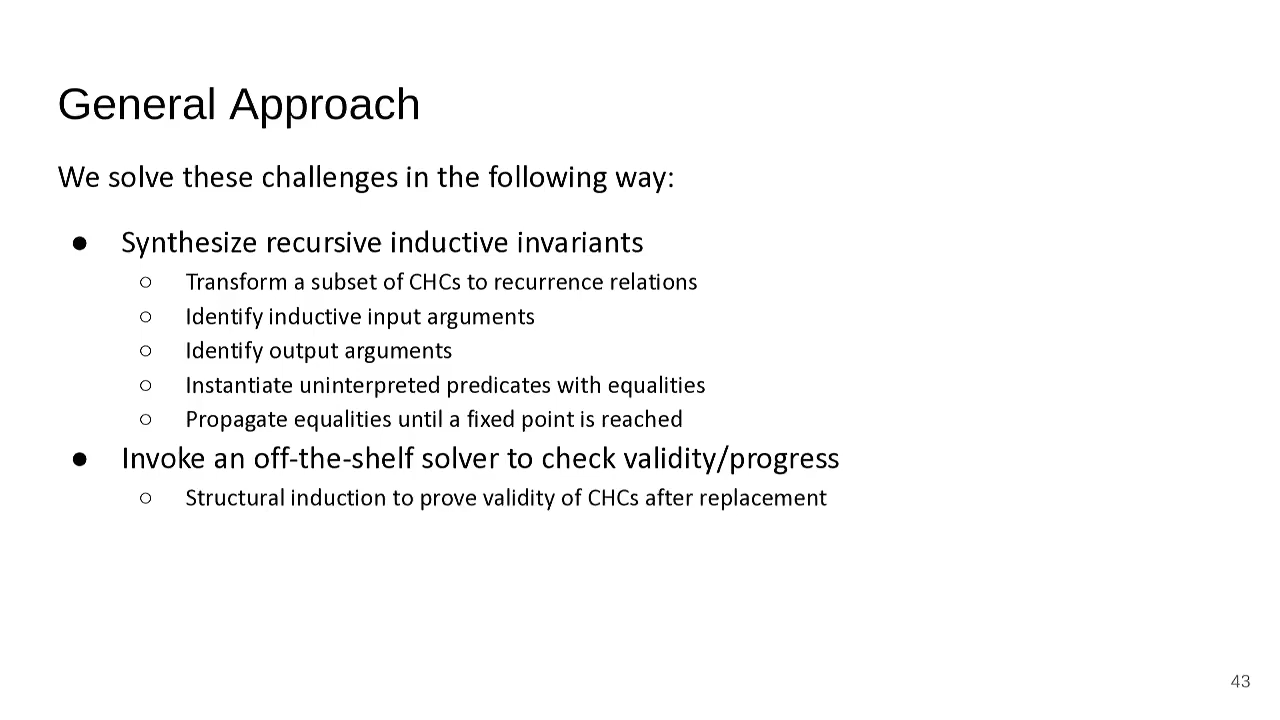 General Approach
We solve these challenges in the following way:
● Synthesize recursive inductive invariants
○ Transform a subset of CHCs to recurrence relations
○ Identify inductive input arguments
○ Identify output arguments
○ Instantiate uninterpreted predicates with equalities
○ Propagate equalities until a fixed point is reached
● Invoke an off-the-shelf solver to check validity/progress
○ Structural induction to prove validity of CHCs after replacement
43